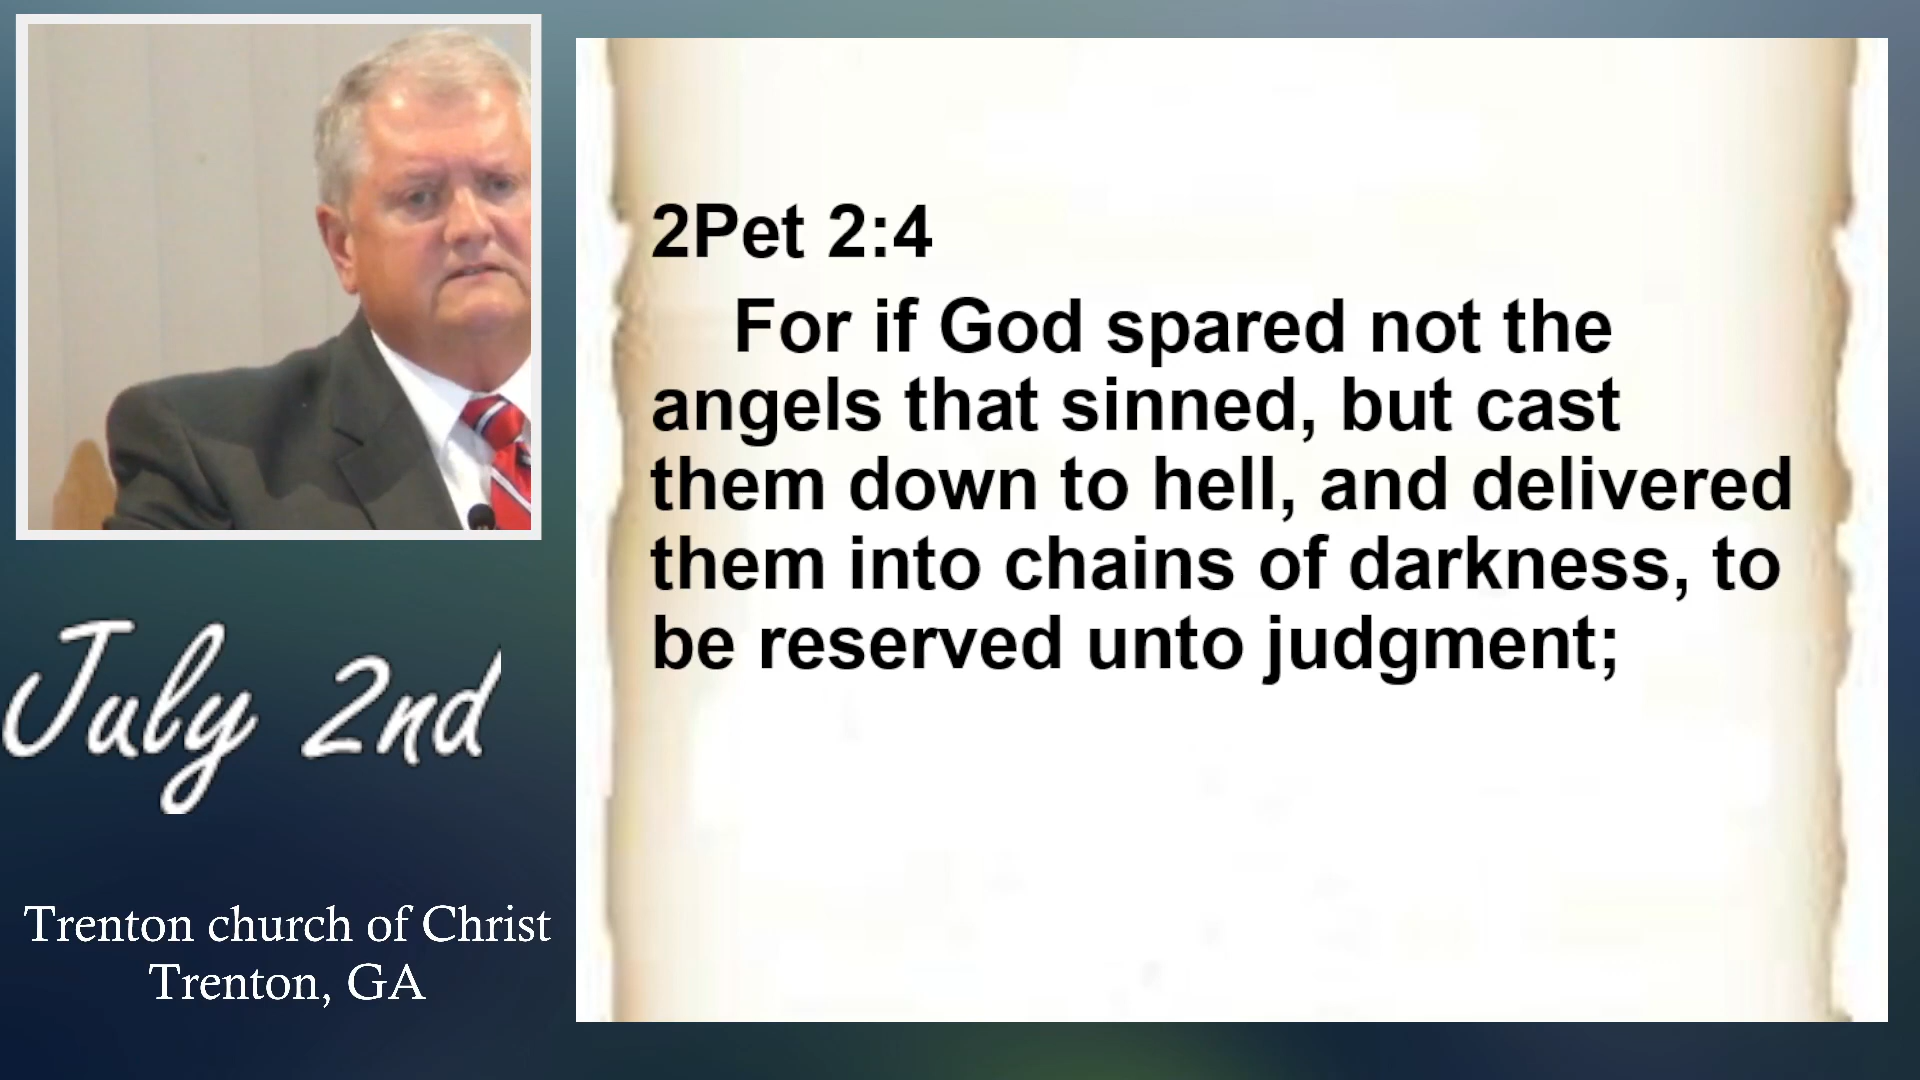 July 2nd
Trenton church of Christ
Trenton, GA
2Pet 2:4
For if God spared not the
angels that sinned, but cast
them down to hell, and delivered
them into chains of darkness, to
be reserved unto judgment;